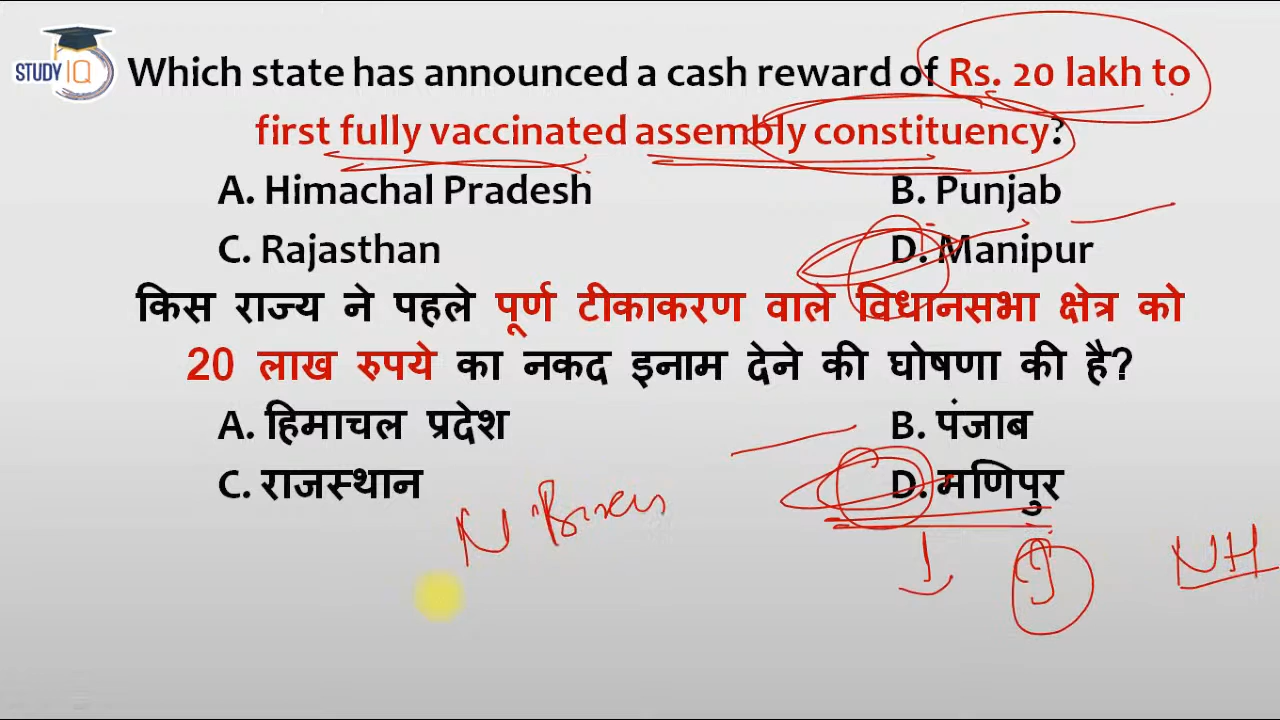 STUDY IQ
Which state has announced a cash reward of Rs. 20 lakh to
first fully vaccinated assembly constituency?
A. Himachal Pradesh B. Punjab
C. Rajasthan D. Manipur
किस राज्य ने पहले पूर्ण टीकाकरण वाले विधानसभा क्षेत्र को
20 लाख रुपये का नकद इनाम देने की घोषणा की है?
A. हिमाचल प्रदेश B. पंजाब
C. राजस्थान D. मणिपुर
N Biren
NH